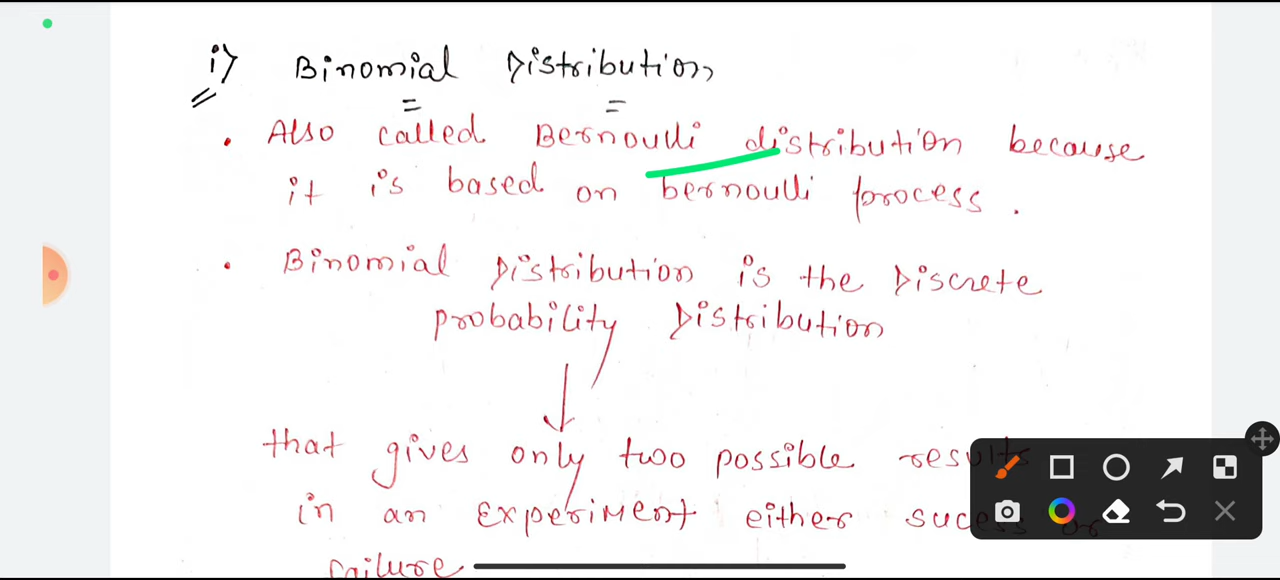 i) Binomial Distribution
• Also called Bernoulli distribution because
it is based on bernoulli process.
• Binomial Distribution is the Discrete
probability Distribution
that gives only two possible results
in an Experiment either sucess or
failure